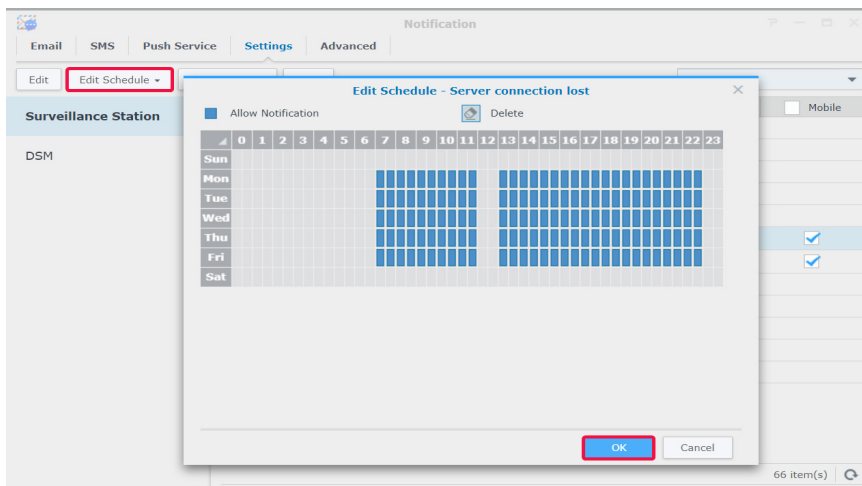 Notification
Email SMS Push Service Settings Advanced
Edit Edit Schedule
Edit Schedule - Server connection lost
Surveillance Station
Allow Notification Delete
Mobile
0 1 2 3 4 5 6 7 8 9 10 11 12 13 14 15 16 17 18 19 20 21 22 23
DSM
Sun
Mon
Tue
Wed
Thu
Fri
Sat
OK Cancel
66 item(s)